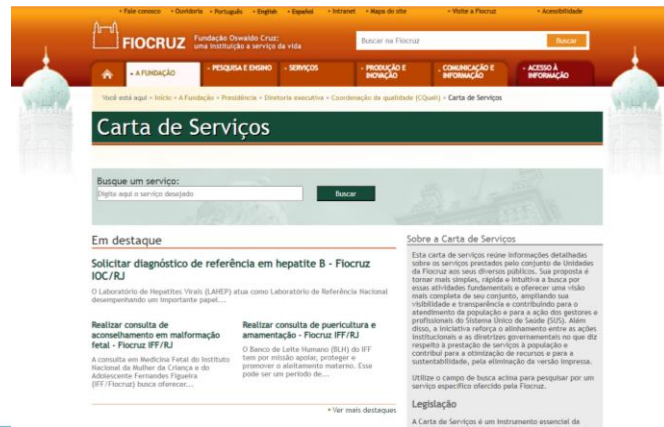 • Fale conosco • Ouvidoria • Português • English • Español • Intranet • Mapa do site • Visite a Fiocruz • Acessibilidade
FIOCRUZ
Fundação Oswaldo Cruz:
uma instituição a serviço da vida
Buscar na Fiocruz
Buscar
• A FUNDAÇÃO
• PESQUISA E ENSINO
• SERVIÇOS
• PRODUÇÃO E
INOVAÇÃO
• COMUNICAÇÃO E
INFORMAÇÃO
• ACESSO À
INFORMAÇÃO
Você está aqui • Início • A Fundação • Presidência • Diretoria executiva • Coordenação da qualidade (CQuali) • Carta de Serviços
Carta de Serviços
Busque um serviço:
Digite aqui o serviço desejado
Buscar
Em destaque
Solicitar diagnóstico de referência em hepatite B - Fiocruz
IOC/RJ
O Laboratório de Hepatites Virais (LAHEP) atua como Laboratório de Referência Nacional
desempenhando um importante papel...
Realizar consulta de
aconselhamento em malformação
fetal - Fiocruz IFF/RJ
A consulta em Medicina Fetal do Instituto
Nacional da Mulher da Criança e do
Adolescente Fernandes Figueira
(IFF/Fiocruz) busca oferecer...
Realizar consulta de puericultura e
amamentação - Fiocruz IFF/RJ
O Banco de Leite Humano (BLH) do IFF
tem por missão apoiar, proteger e
promover o aleitamento materno. Esse
pode ser um período de...
• Ver mais destaques
Sobre a Carta de Serviços
Esta carta de serviços reúne informações detalhadas
sobre os serviços prestados pelo conjunto de Unidades
da Fiocruz aos seus diversos públicos. Sua proposta é
tornar mais simples, rápida e intuitiva a busca por
essas atividades fundamentais e oferecer uma visão
mais completa de seu conjunto, ampliando sua
visibilidade e transparência e contribuindo para o
atendimento da população e para a ação dos gestores e
profissionais do Sistema Único de Saúde (SUS). Além
disso, a iniciativa reforça o alinhamento entre as ações
institucionais e as diretrizes governamentais no que diz
respeito à prestação de serviços à população e
contribui para a otimização de recursos e para a
sustentabilidade, pela eliminação da versão impressa.
Utilize o campo de busca acima para pesquisar por um
serviço específico oferecido pela Fiocruz.
Legislação
A Carta de Serviços é um instrumento essencial da